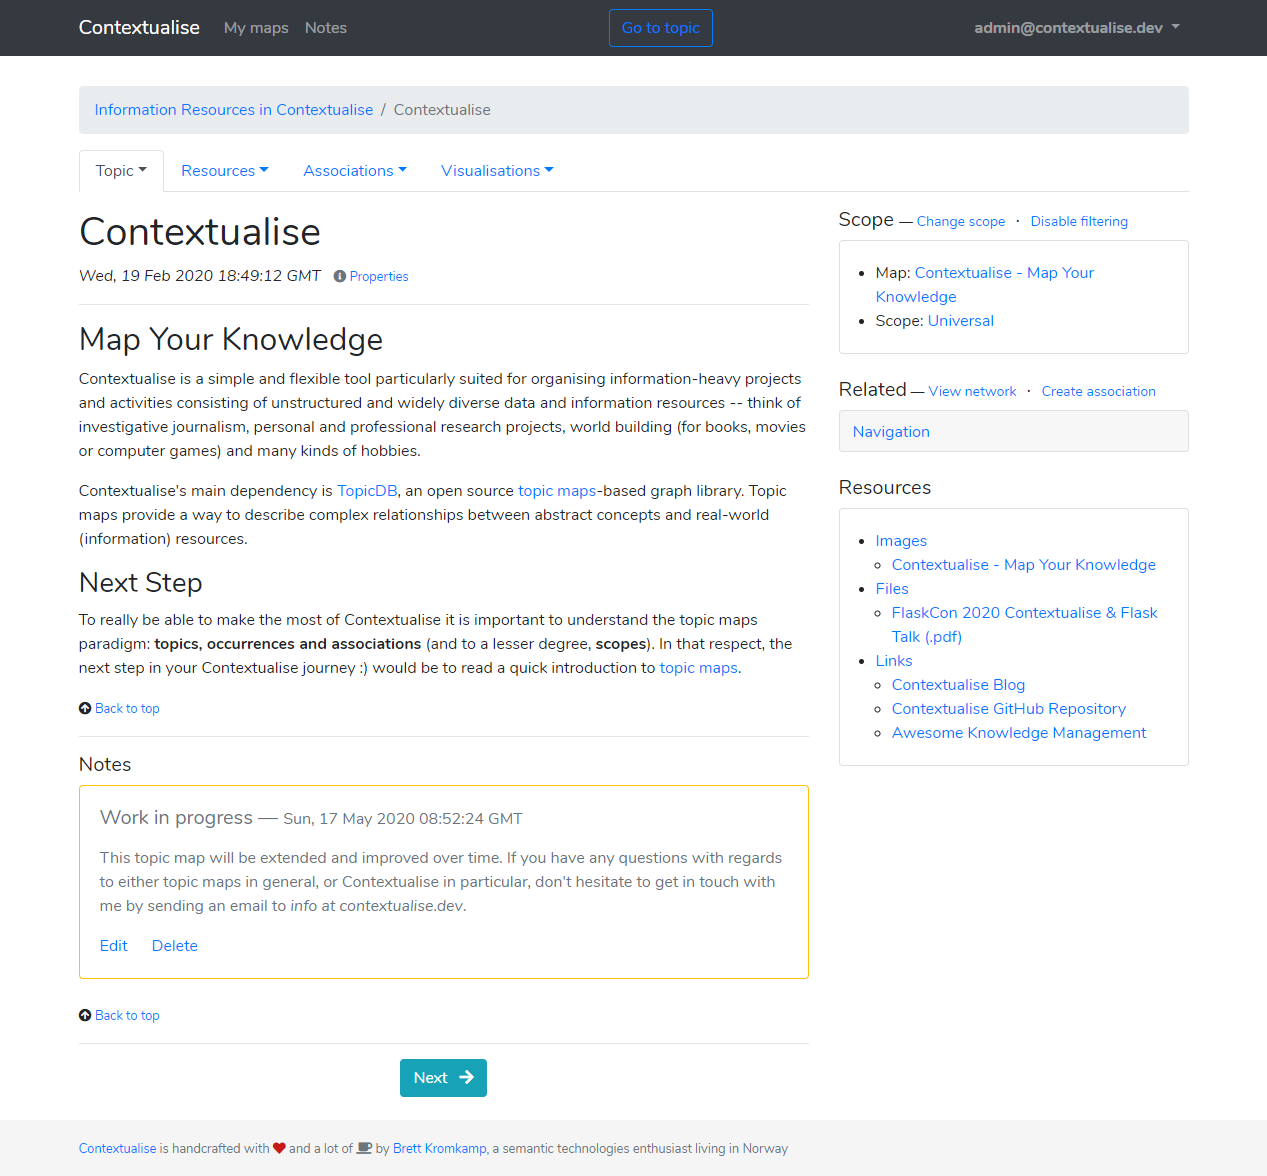 Contextualise My maps Notes Go to topic admin@contextualise.dev
Information Resources in Contextualise / Contextualise
Topic Resources Associations Visualisations
Contextualise
Wed, 19 Feb 2020 18:49:12 GMT Properties
Map Your Knowledge
Contextualise is a simple and flexible tool particularly suited for organising information-heavy projects
and activities consisting of unstructured and widely diverse data and information resources -- think of
investigative journalism, personal and professional research projects, world building (for books, movies
or computer games) and many kinds of hobbies.
Contextualise's main dependency is TopicDB, an open source topic maps-based graph library. Topic
maps provide a way to describe complex relationships between abstract concepts and real-world
(information) resources.
Next Step
To really be able to make the most of Contextualise it is important to understand the topic maps
paradigm: topics, occurrences and associations (and to a lesser degree, scopes). In that respect, the
next step in your Contextualise journey :) would be to read a quick introduction to topic maps.
Back to top
Notes
Work in progress — Sun, 17 May 2020 08:52:24 GMT
This topic map will be extended and improved over time. If you have any questions with regards
to either topic maps in general, or Contextualise in particular, don't hesitate to get in touch with
me by sending an email to info at contextualise.dev.
Edit Delete
Back to top
Next
Scope — Change scope · Disable filtering
Map: Contextualise - Map Your
Knowledge
Scope: Universal
Related — View network · Create association
Navigation
Resources
Images
Contextualise - Map Your Knowledge
Files
FlaskCon 2020 Contextualise & Flask
Talk (.pdf)
Links
Contextualise Blog
Contextualise GitHub Repository
Awesome Knowledge Management
Contextualise is handcrafted with and a lot of by Brett Kromkamp, a semantic technologies enthusiast living in Norway